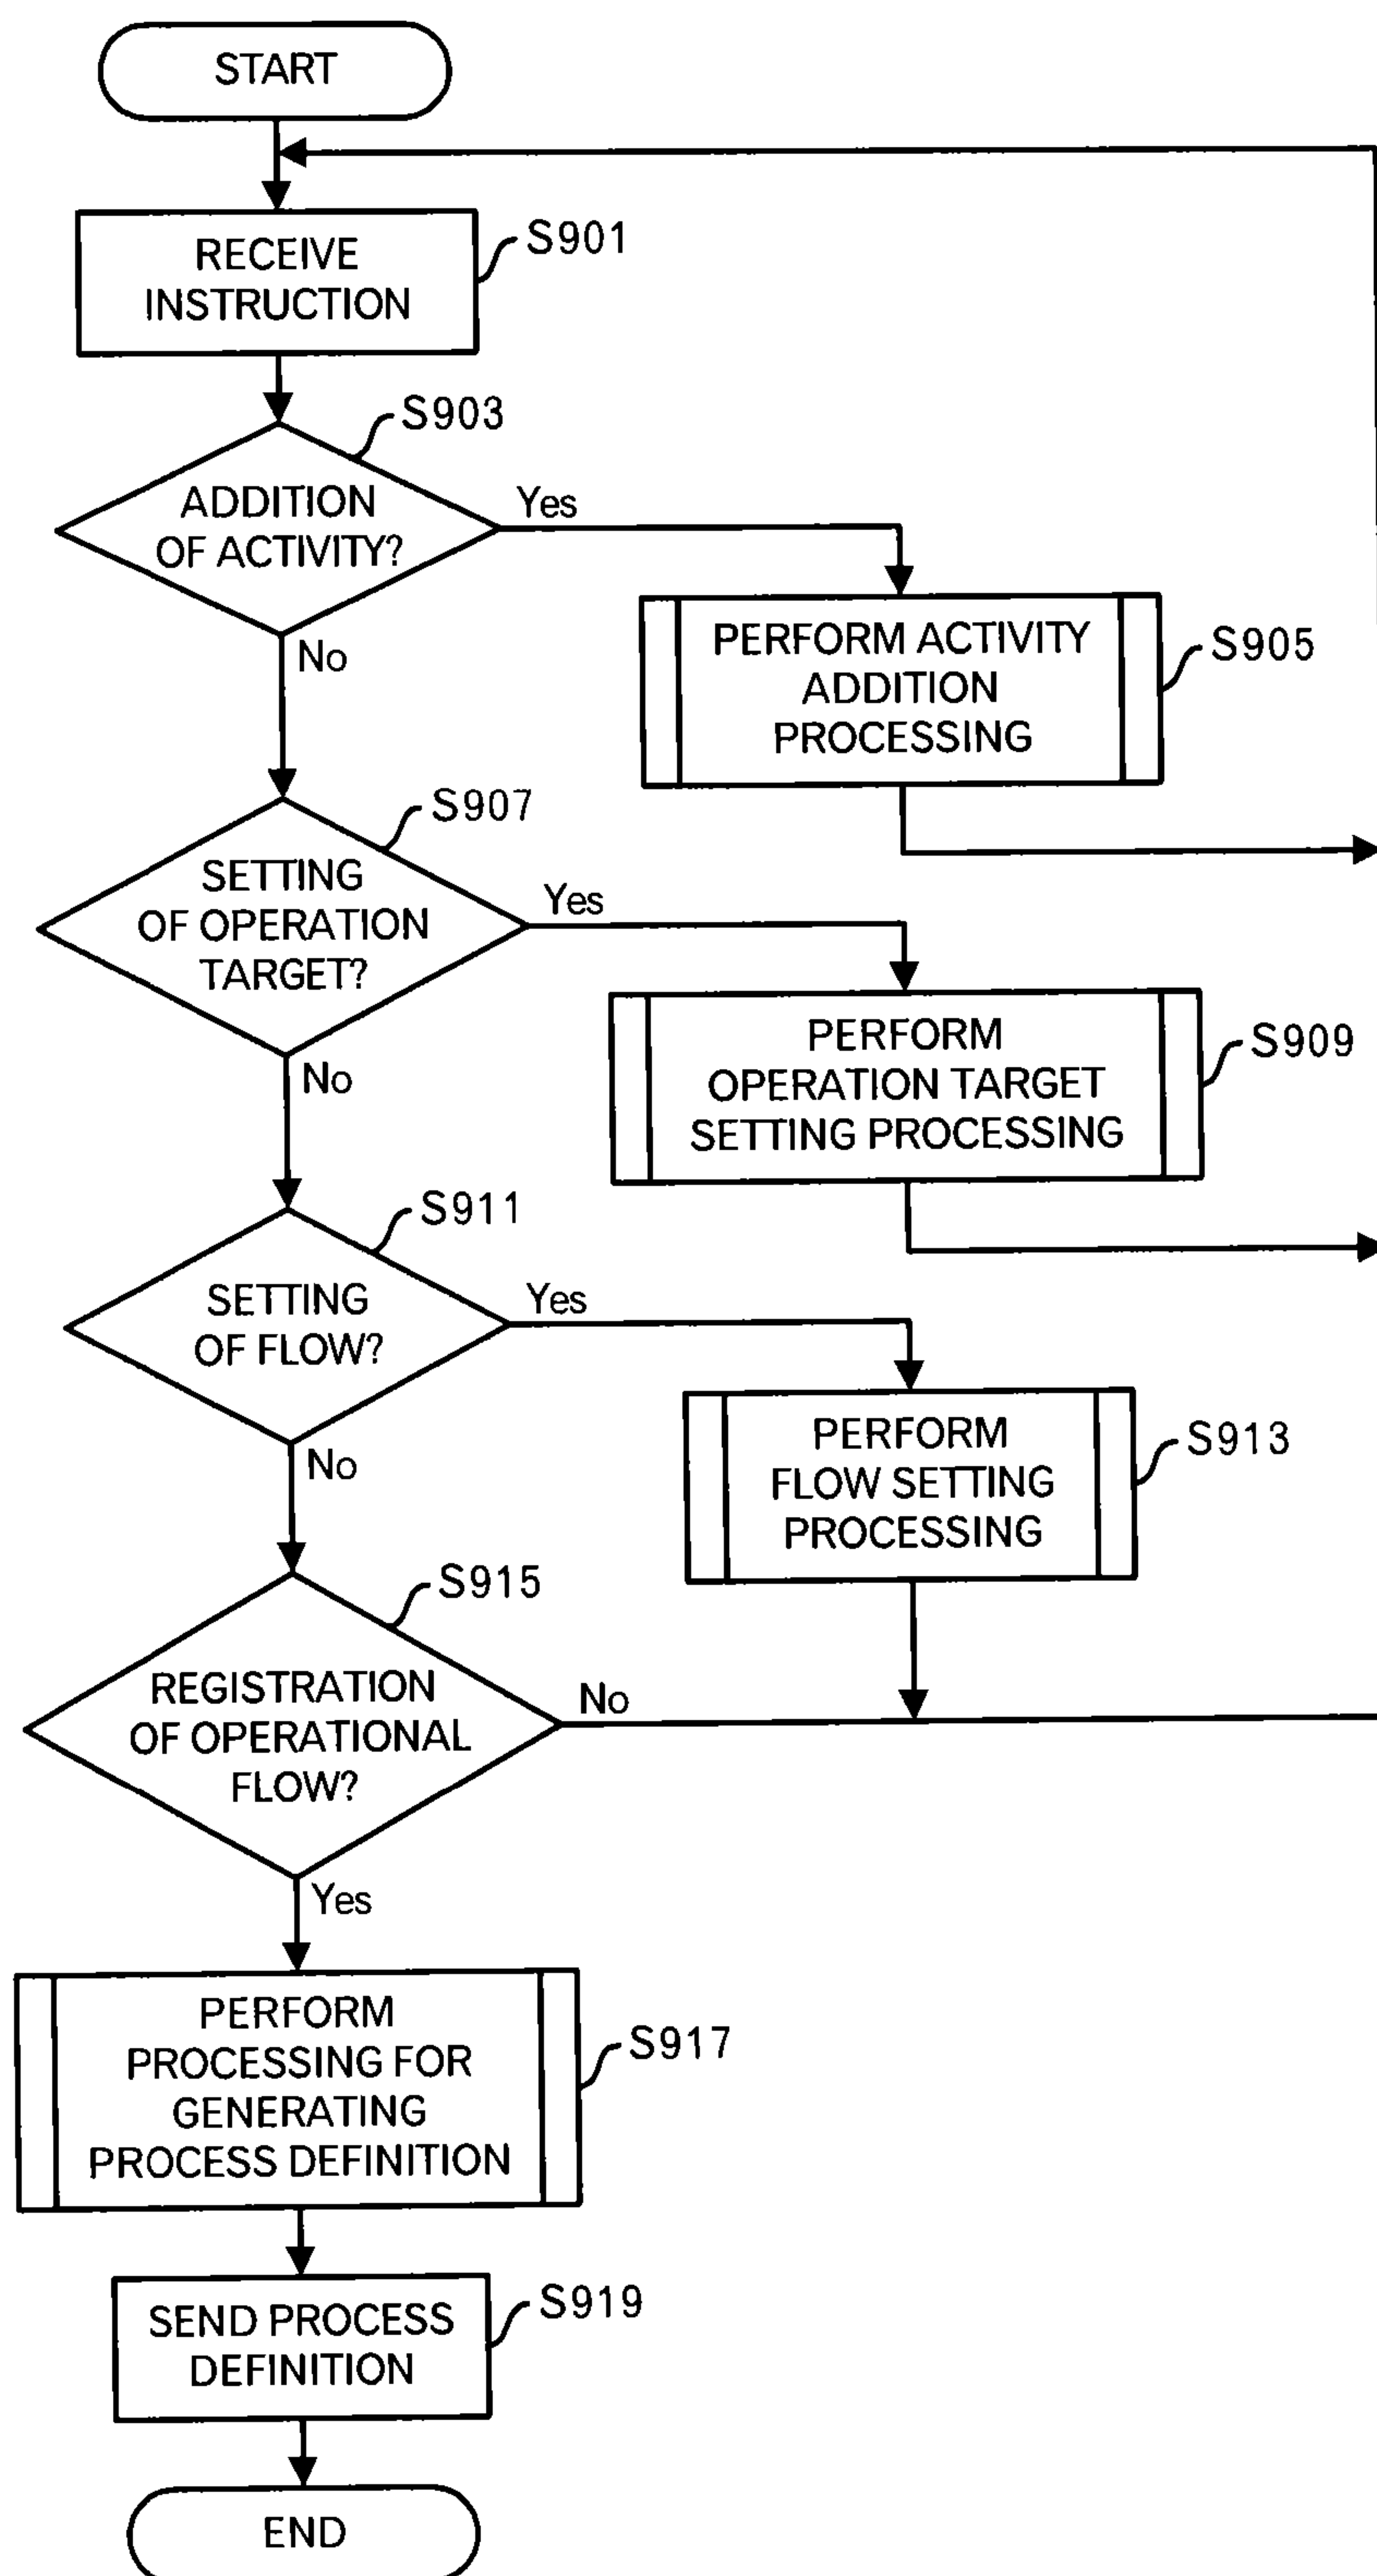 START
RECEIVE
INSTRUCTION
S901
S903
ADDITION
OF ACTIVITY?
Yes
No
PERFORM ACTIVITY
ADDITION
PROCESSING
S905
S907
SETTING
OF OPERATION
TARGET?
Yes
No
PERFORM
OPERATION TARGET
SETTING PROCESSING
S909
S911
SETTING
OF FLOW?
Yes
No
PERFORM
FLOW SETTING
PROCESSING
S913
S915
REGISTRATION
OF OPERATIONAL
FLOW?
No
Yes
PERFORM
PROCESSING FOR
GENERATING
PROCESS DEFINITION
S917
SEND PROCESS
DEFINITION
S919
END